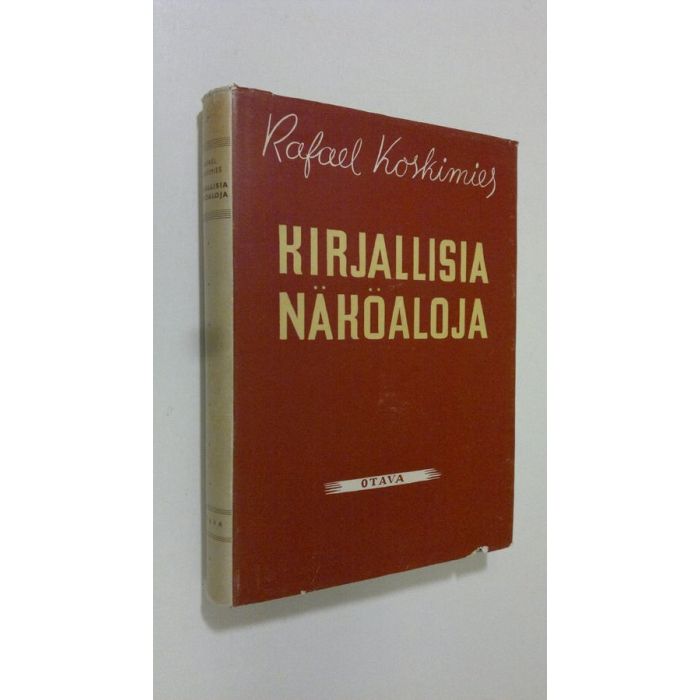 Rafael Koskimies
KIRJALLISIA
NÄKÖALOJA
OTAVA